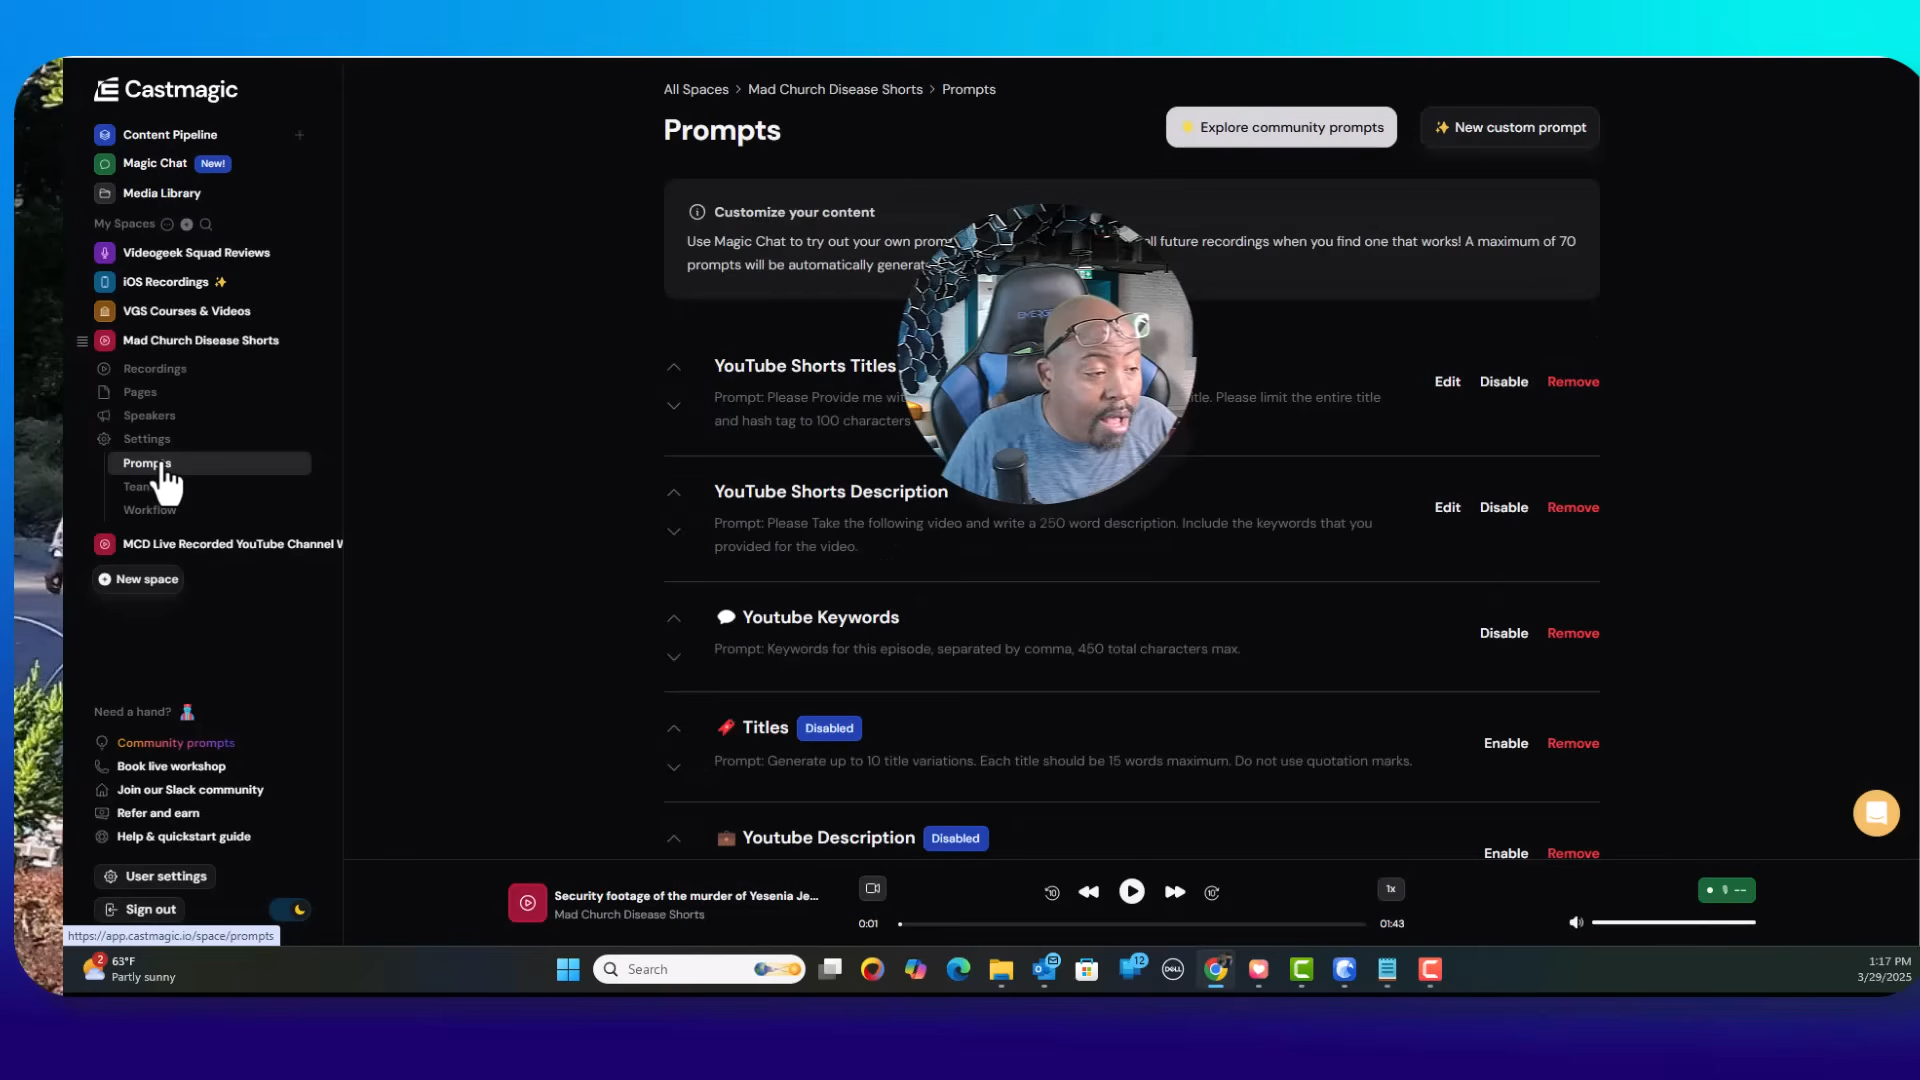 Castmagic
Content Pipeline
Magic Chat New!
Media Library
My Spaces
Videogeek Squad Reviews
iOS Recordings
VGS Courses & Videos
Mad Church Disease Shorts
Recordings
Pages
Speakers
Settings
Prompts
Workflow
MCD Live Recorded YouTube Channel
New space
Need a hand?
Community prompts
Book live workshop
Join our Slack community
Refer and earn
Help & quickstart guide
User settings
Sign out
https://app.castmagic.io/space/prompts
All Spaces > Mad Church Disease Shorts > Prompts
Prompts
Explore community prompts
New custom prompt
Customize your content
Use Magic Chat to try out your own all future recordings when you find one that works! A maximum of 70
prompts will be automatically
YouTube Shorts Titles
Prompt: Please Provide me Please limit the entire title
and hash tag to 100 characters
Edit Disable Remove
YouTube Shorts Description
Prompt: Please Take the following video and write a 250 word description. Include the keywords that you
provided for the video.
Edit Disable Remove
Youtube Keywords
Prompt: Keywords for this episode, separated by comma, 450 total characters max.
Disable Remove
Titles Disabled
Prompt: Generate up to 10 title variations. Each title should be 15 words maximum. Do not use quotation marks.
Enable Remove
Youtube Description Disabled
Enable Remove
Security footage of the murder of Yesenia Je...
Mad Church Disease Shorts
10
10
1x
0:01
01:43
--
2
63°F
Partly sunny
Search
12
DELL
1:17 PM
3/29/2025